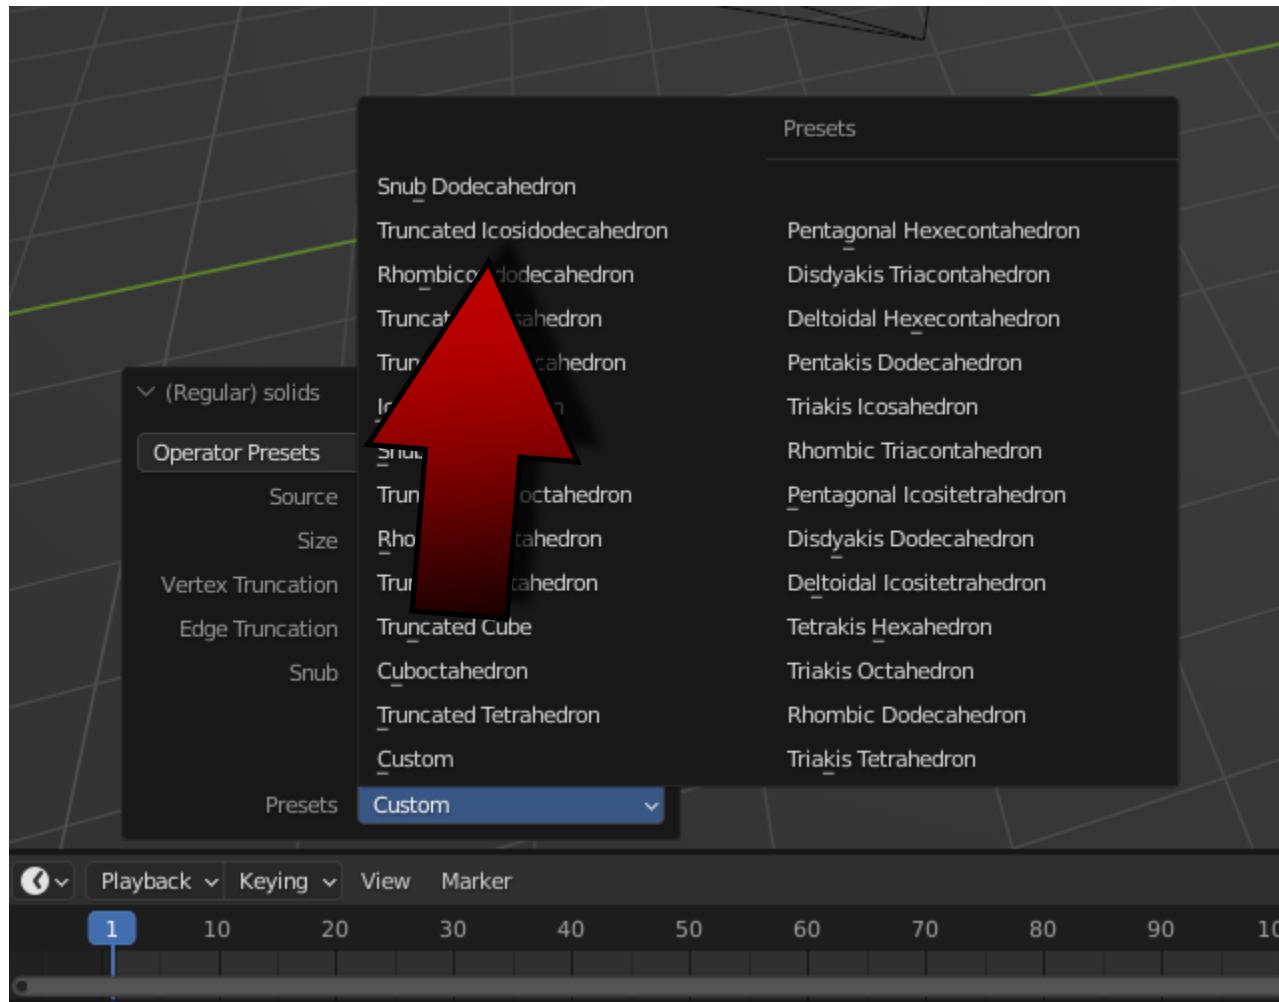 Presets
Snub Dodecahedron
Truncated Icosidodecahedron
Pentagonal Hexecontahedron
Disdyakis Triacontahedron
Deltoidal Hexecontahedron
Pentakis Dodecahedron
(Regular) solids
Triakis Icosahedron
Operator Presets
Rhombic Triacontahedron
Source
Pentagonal Icositetrahedron
Size
Disdyakis Dodecahedron
Vertex Truncation
Deltoidal Icositetrahedron
Edge Truncation
Truncated Cube
Tetrakis Hexahedron
Snub
Cuboctahedron
Triakis Octahedron
Truncated Tetrahedron
Rhombic Dodecahedron
Custom
Triakis Tetrahedron
Presets
Custom
Playback Keying View Marker
1 10 20 30 40 50 60 70 80 90